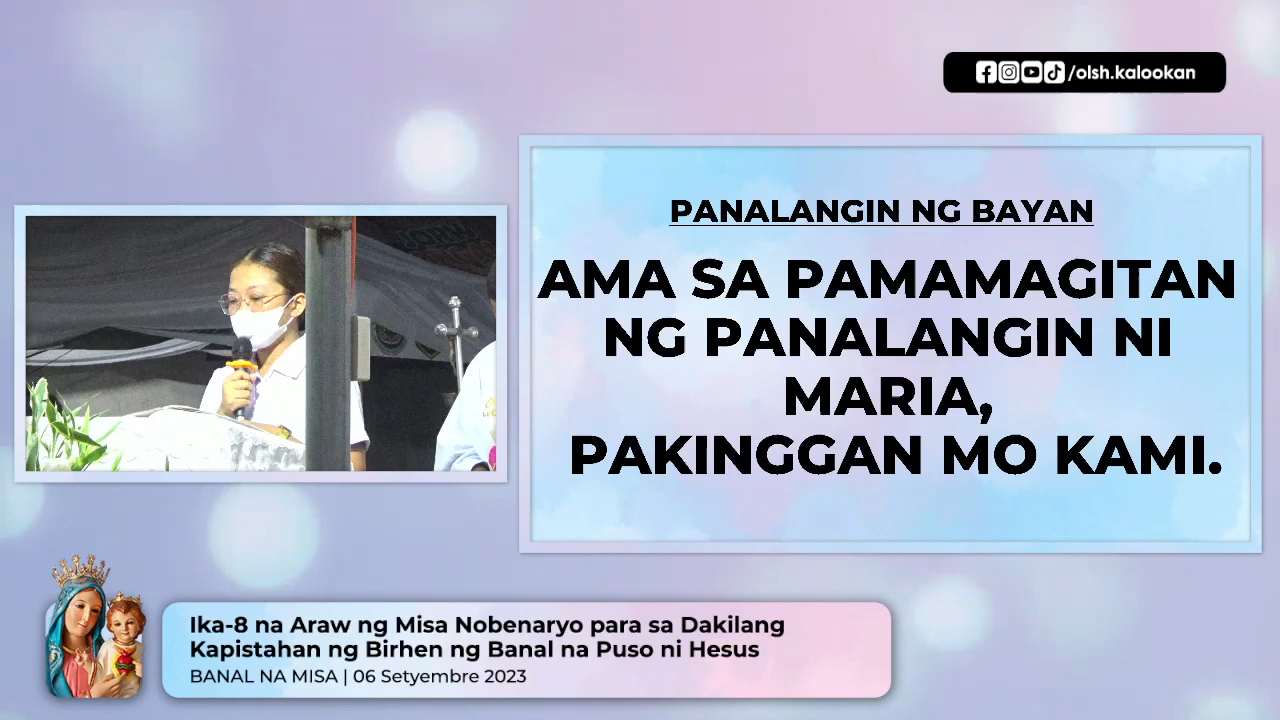 /olsh.kalookan
PANALANGIN NG BAYAN
AMA SA PAMAMAGITAN
NG PANALANGIN NI
MARIA,
PAKINGGAN MO KAMI.
Ika-8 na Araw ng Misa Nobenaryo para sa Dakilang
Kapistahan ng Birhen ng Banal na Puso ni Hesus
BANAL NA MISA | 06 Setyembre 2023